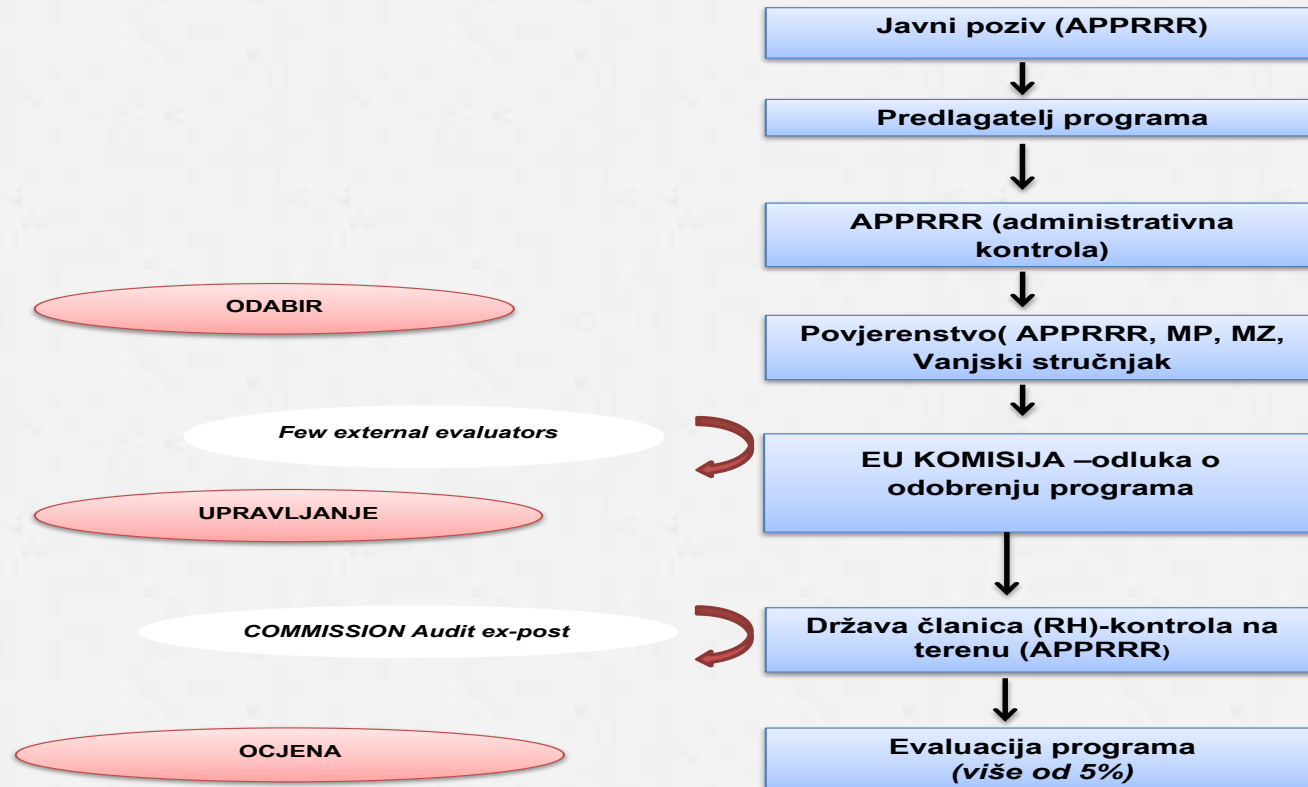 Javni poziv (APPRRR)
Predlagatelj programa
APPRRR (administrativna
kontrola)
ODABIR
Povjerenstvo( APPRRR, MP, MZ,
Vanjski stručnjak
Few external evaluators
EU KOMISIJA –odluka o
odobrenju programa
UPRAVLJANJE
COMMISSION Audit ex-post
Država članica (RH)-kontrola na
terenu (APPRRR)
OCJENA
Evaluacija programa
(više od 5%)